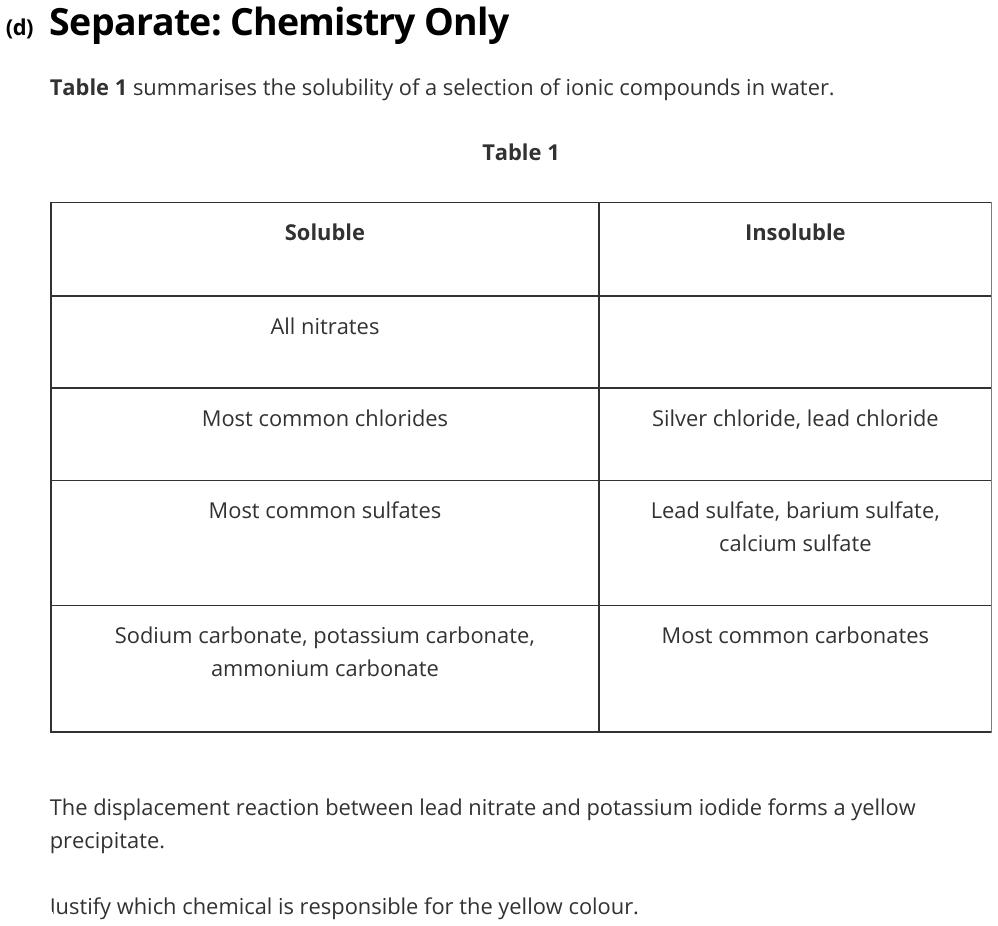 (d) Separate: Chemistry Only
Table 1 summarises the solubility of a selection of ionic compounds in water.
Table 1
Soluble Insoluble
All nitrates
Most common chlorides Silver chloride, lead chloride
Most common sulfates Lead sulfate, barium sulfate,
calcium sulfate
Sodium carbonate, potassium carbonate, Most common carbonates
ammonium carbonate
The displacement reaction between lead nitrate and potassium iodide forms a yellow
precipitate.
Justify which chemical is responsible for the yellow colour.